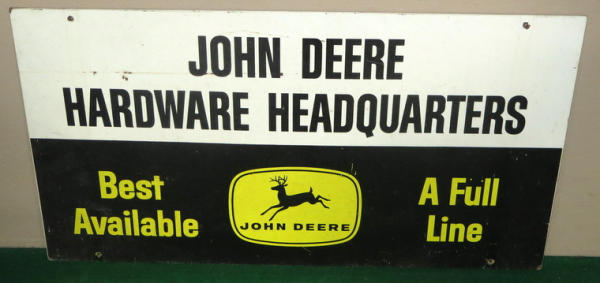 JOHN DEERE
HARDWARE HEADQUARTERS
Best
Available
JOHN DEERE
A Full
Line